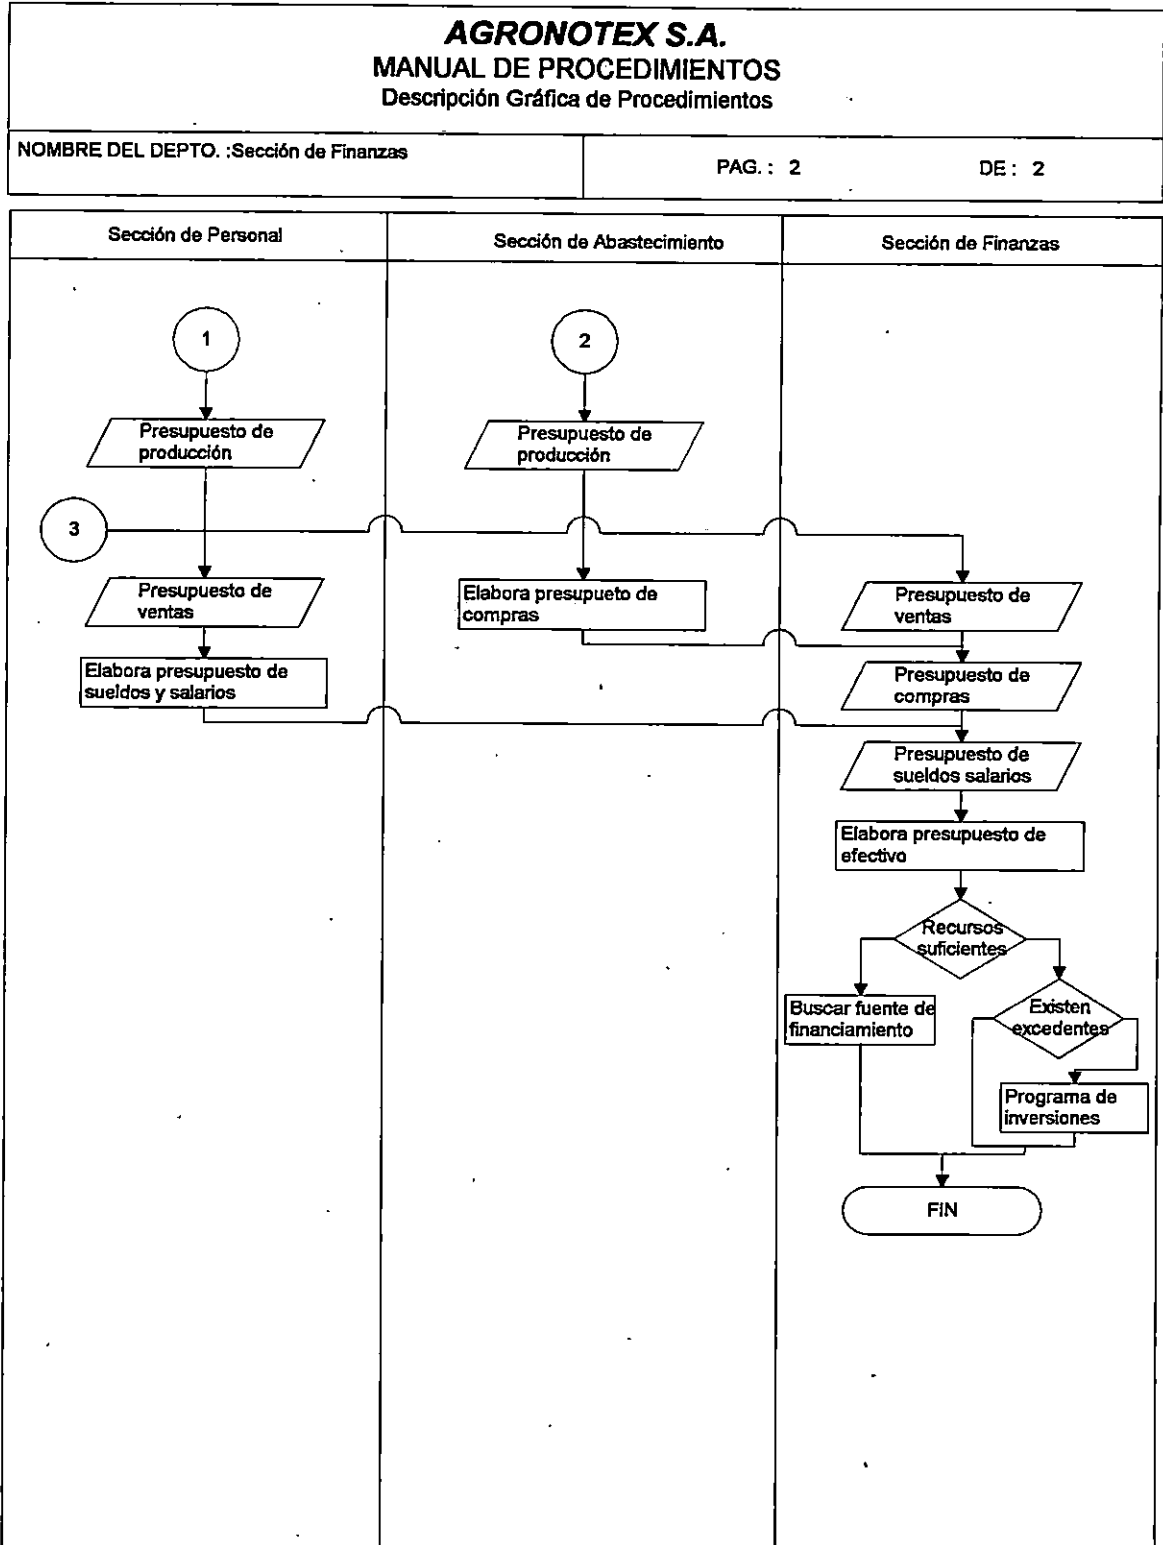 AGRONOTEX S.A.
MANUAL DE PROCEDIMIENTOS
Descripción Gráfica de Procedimientos
NOMBRE DEL DEPTO. :Sección de Finanzas
PAG. : 2 DE : 2
Sección de Personal
Sección de Abastecimiento
Sección de Finanzas
1
2
Presupuesto de
producción
Presupuesto de
producción
3
Presupuesto de
ventas
Elabora presupueto de
compras
Presupuesto de
ventas
Elabora presupuesto de
sueldos y salarios
Presupuesto de
compras
Presupuesto de
sueldos salarios
Elabora presupuesto de
efectivo
Recursos
suficientes
Buscar fuente de
financiamiento
Existen
excedentes
Programa de
inversiones
FIN